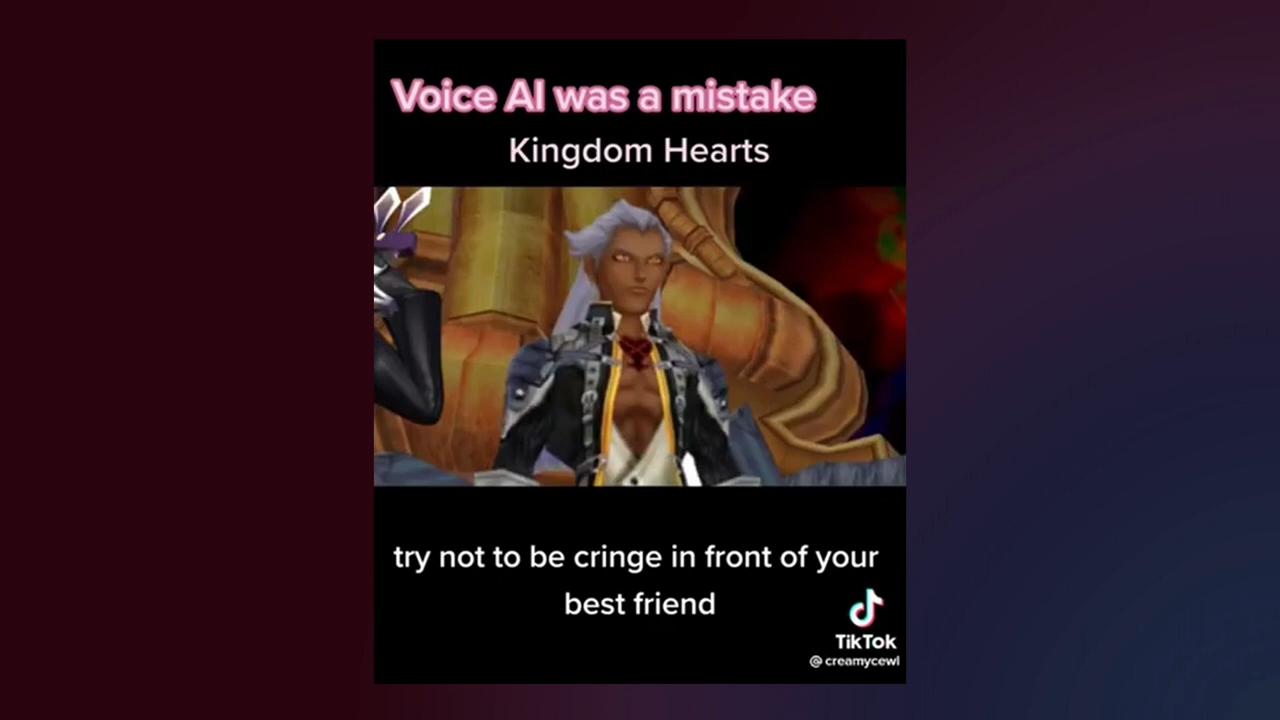 Voice AI was a mistake
Kingdom Hearts
try not to be cringe in front of your
best friend
TikTok
@creamycewl